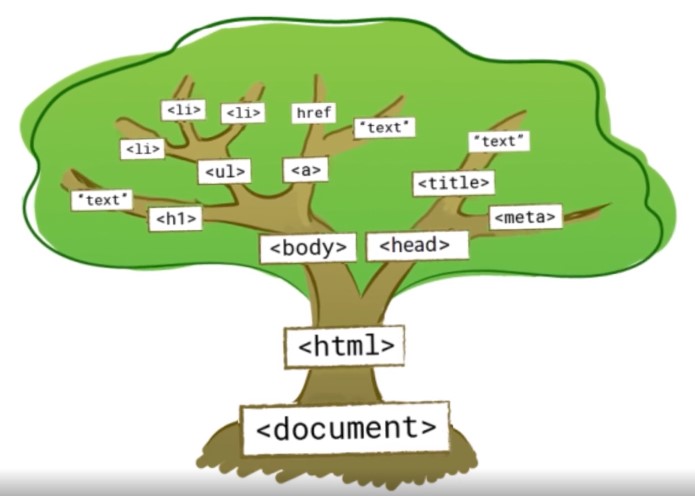 <li>
<li>
href
"text"
"text"
<li>
<ul>
<a>
<title>
"text"
<h1>
<meta>
<body>
<head>
<html>
<document>